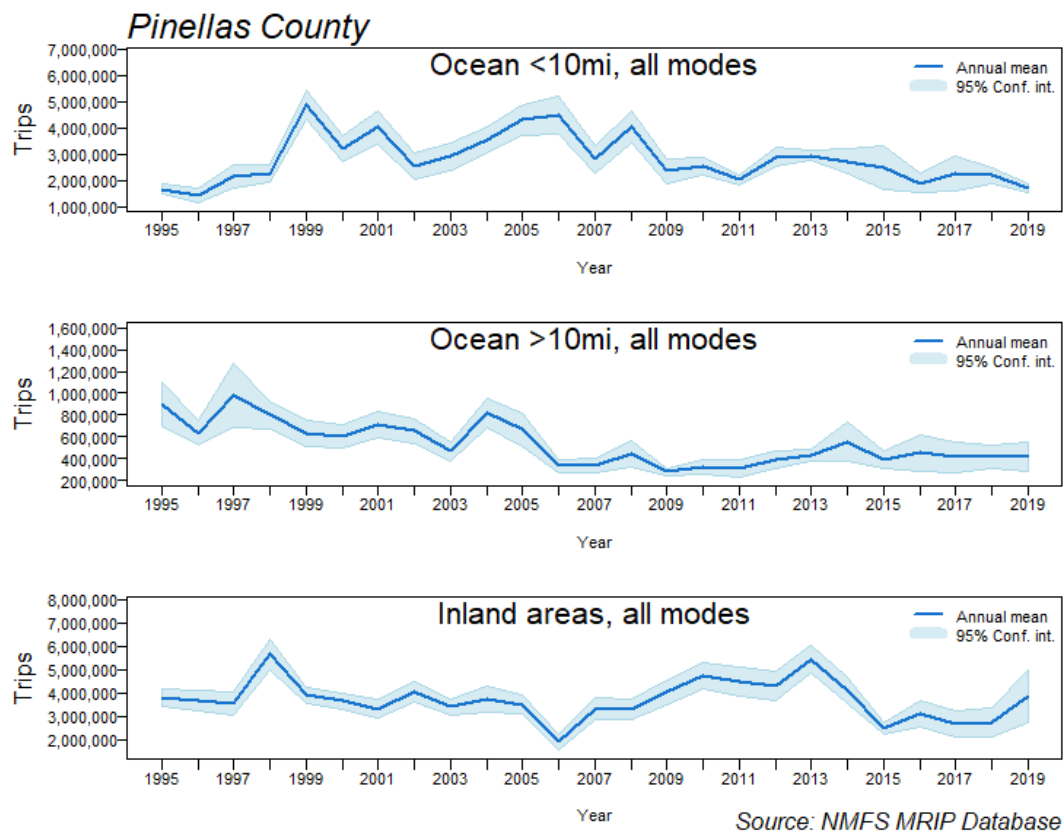 Pinellas County
Ocean <10mi, all modes
Annual mean
95% Conf. int.
Trips
7,000,000
6,000,000
5,000,000
4,000,000
3,000,000
2,000,000
1,000,000
1995 1997 1999 2001 2003 2005 2007 2009 2011 2013 2015 2017 2019
Year
Ocean >10mi, all modes
Annual mean
95% Conf. int.
Trips
1,600,000
1,400,000
1,200,000
1,000,000
800,000
600,000
400,000
200,000
1995 1997 1999 2001 2003 2005 2007 2009 2011 2013 2015 2017 2019
Year
Inland areas, all modes
Annual mean
95% Conf. int.
Trips
8,000,000
7,000,000
6,000,000
5,000,000
4,000,000
3,000,000
2,000,000
1995 1997 1999 2001 2003 2005 2007 2009 2011 2013 2015 2017 2019
Year
Source: NMFS MRIP Database